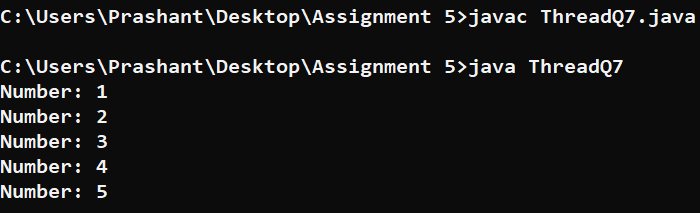 C:\Users\Prashant\Desktop\Assignment 5>javac ThreadQ7.java
C:\Users\Prashant\Desktop\Assignment 5>java ThreadQ7
Number: 1
Number: 2
Number: 3
Number: 4
Number: 5